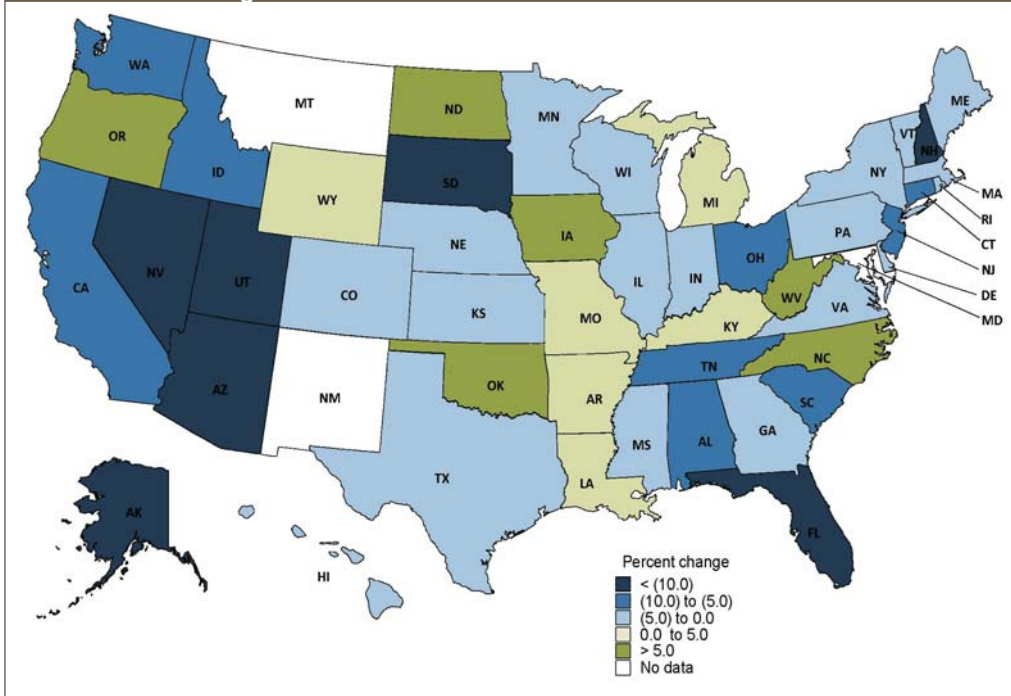 WA
MT
ND
MN
ME
VT
OR
NH
ID
SD
WI
NY
WY
MI
MA
RI
IA
PA
CT
NE
OH
NJ
NV
IL
IN
UT
DE
CO
WV
CA
VA
KS
MD
MO
KY
NC
TN
AZ
OK
NM
AR
SC
MS
AL
GA
TX
LA
AK
FL
HI
Percent change
< (10.0)
(10.0) to (5.0)
(5.0) to 0.0
0.0 to 5.0
> 5.0
No data